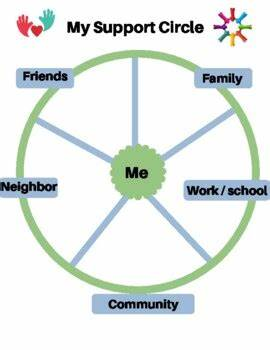 My Support Circle
Friends
Family
Me
Neighbor
Work / school
Community